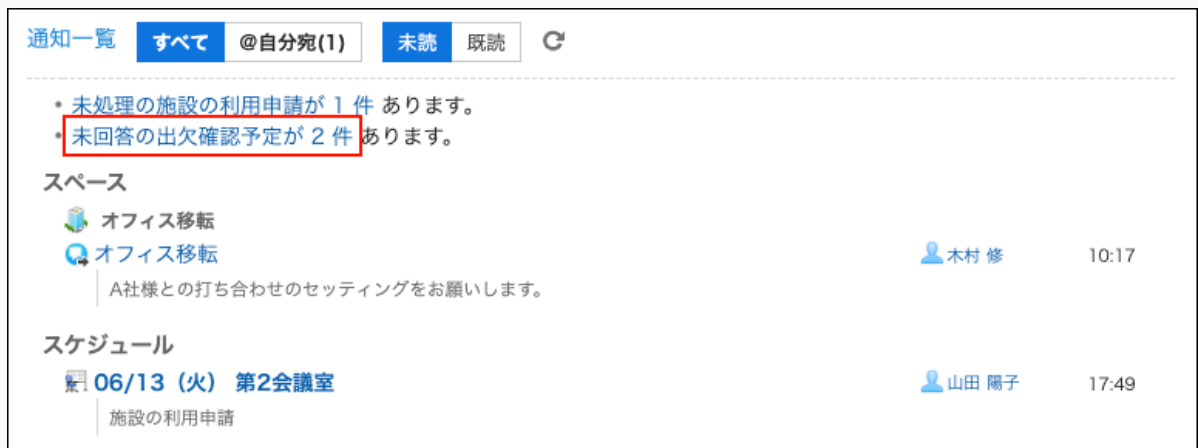 通知一覧 すべて @自分宛(1) 未読 既読
• 未処理の施設の利用申請が 1 件 あります。
• 未回答の出欠確認予定が 2 件 あります。
スペース
オフィス移転
オフィス移転 木村 修 10:17
A社様との打ち合わせのセッティングをお願いします。
スケジュール
06/13（火） 第2会議室 山田 陽子 17:49
施設の利用申請